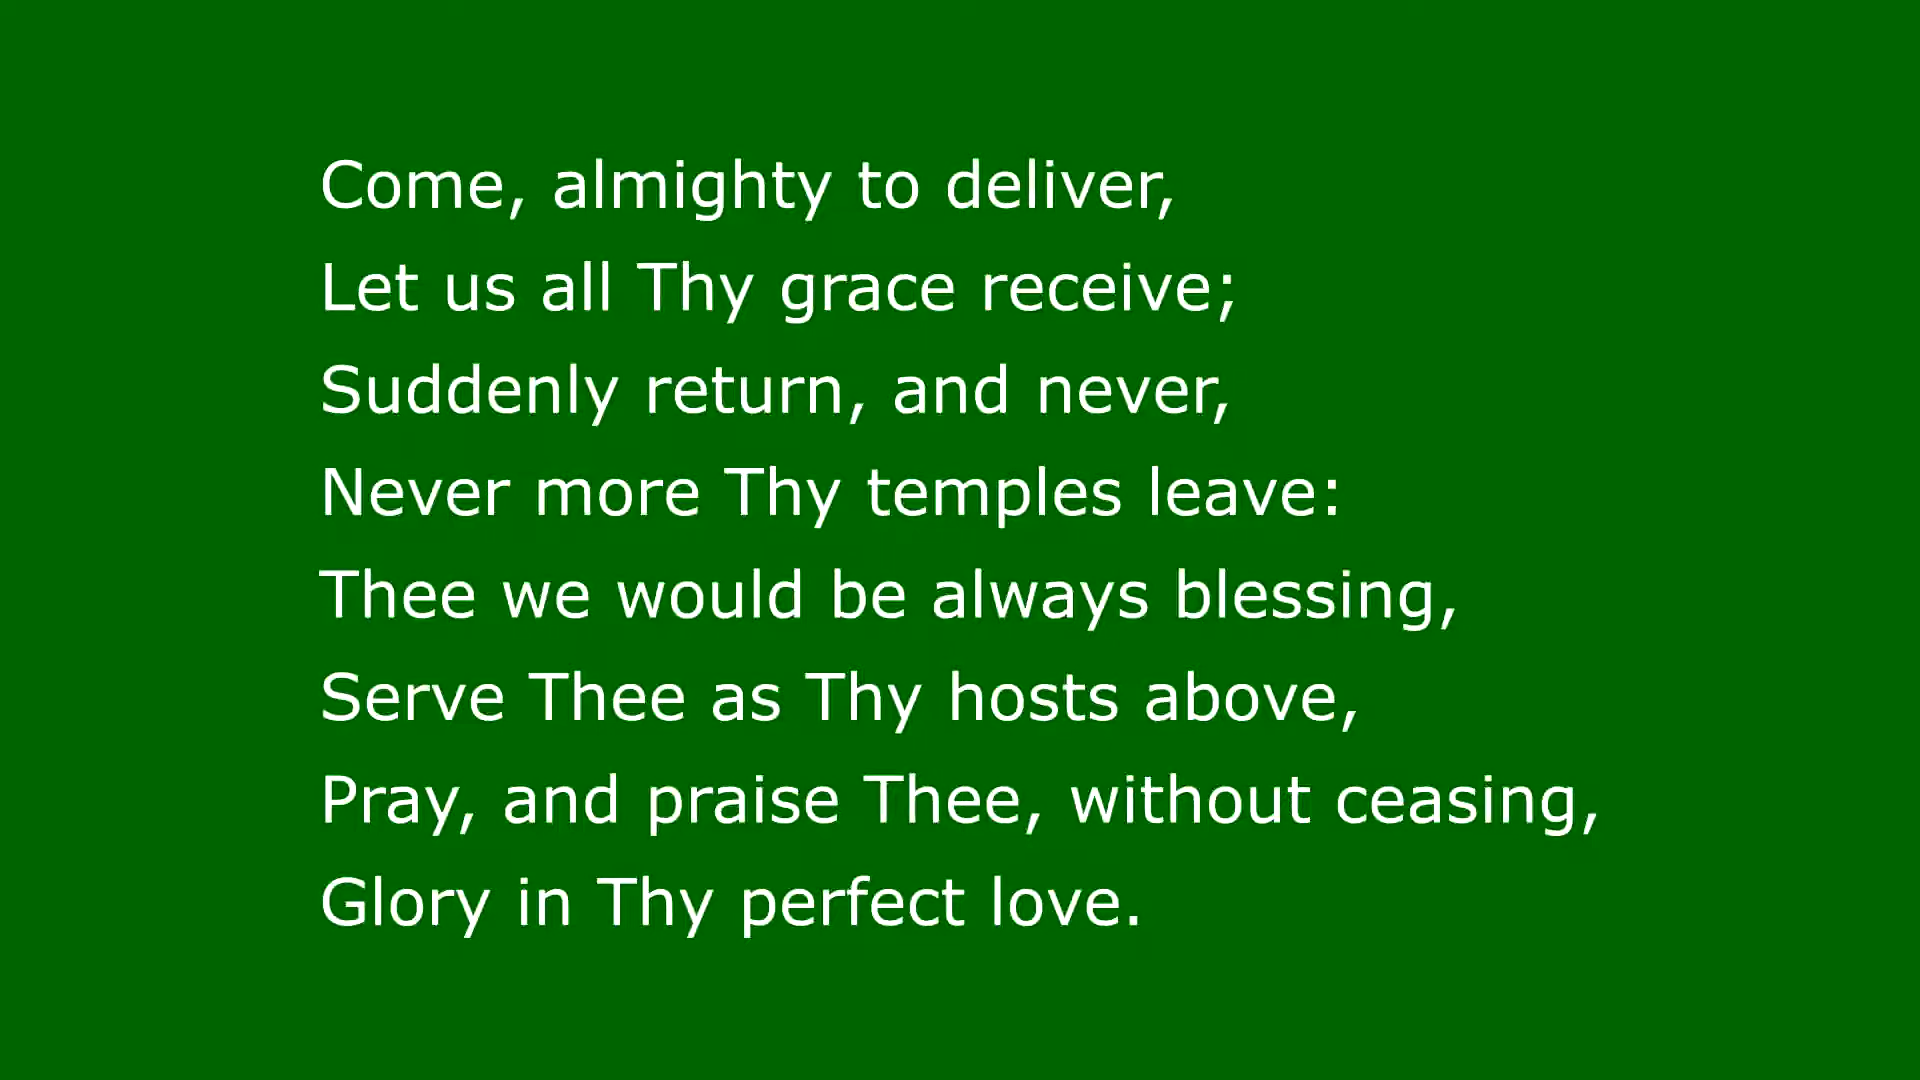 Come, almighty to deliver,
Let us all Thy grace receive;
Suddenly return, and never,
Never more Thy temples leave:
Thee we would be always blessing,
Serve Thee as Thy hosts above,
Pray, and praise Thee, without ceasing,
Glory in Thy perfect love.